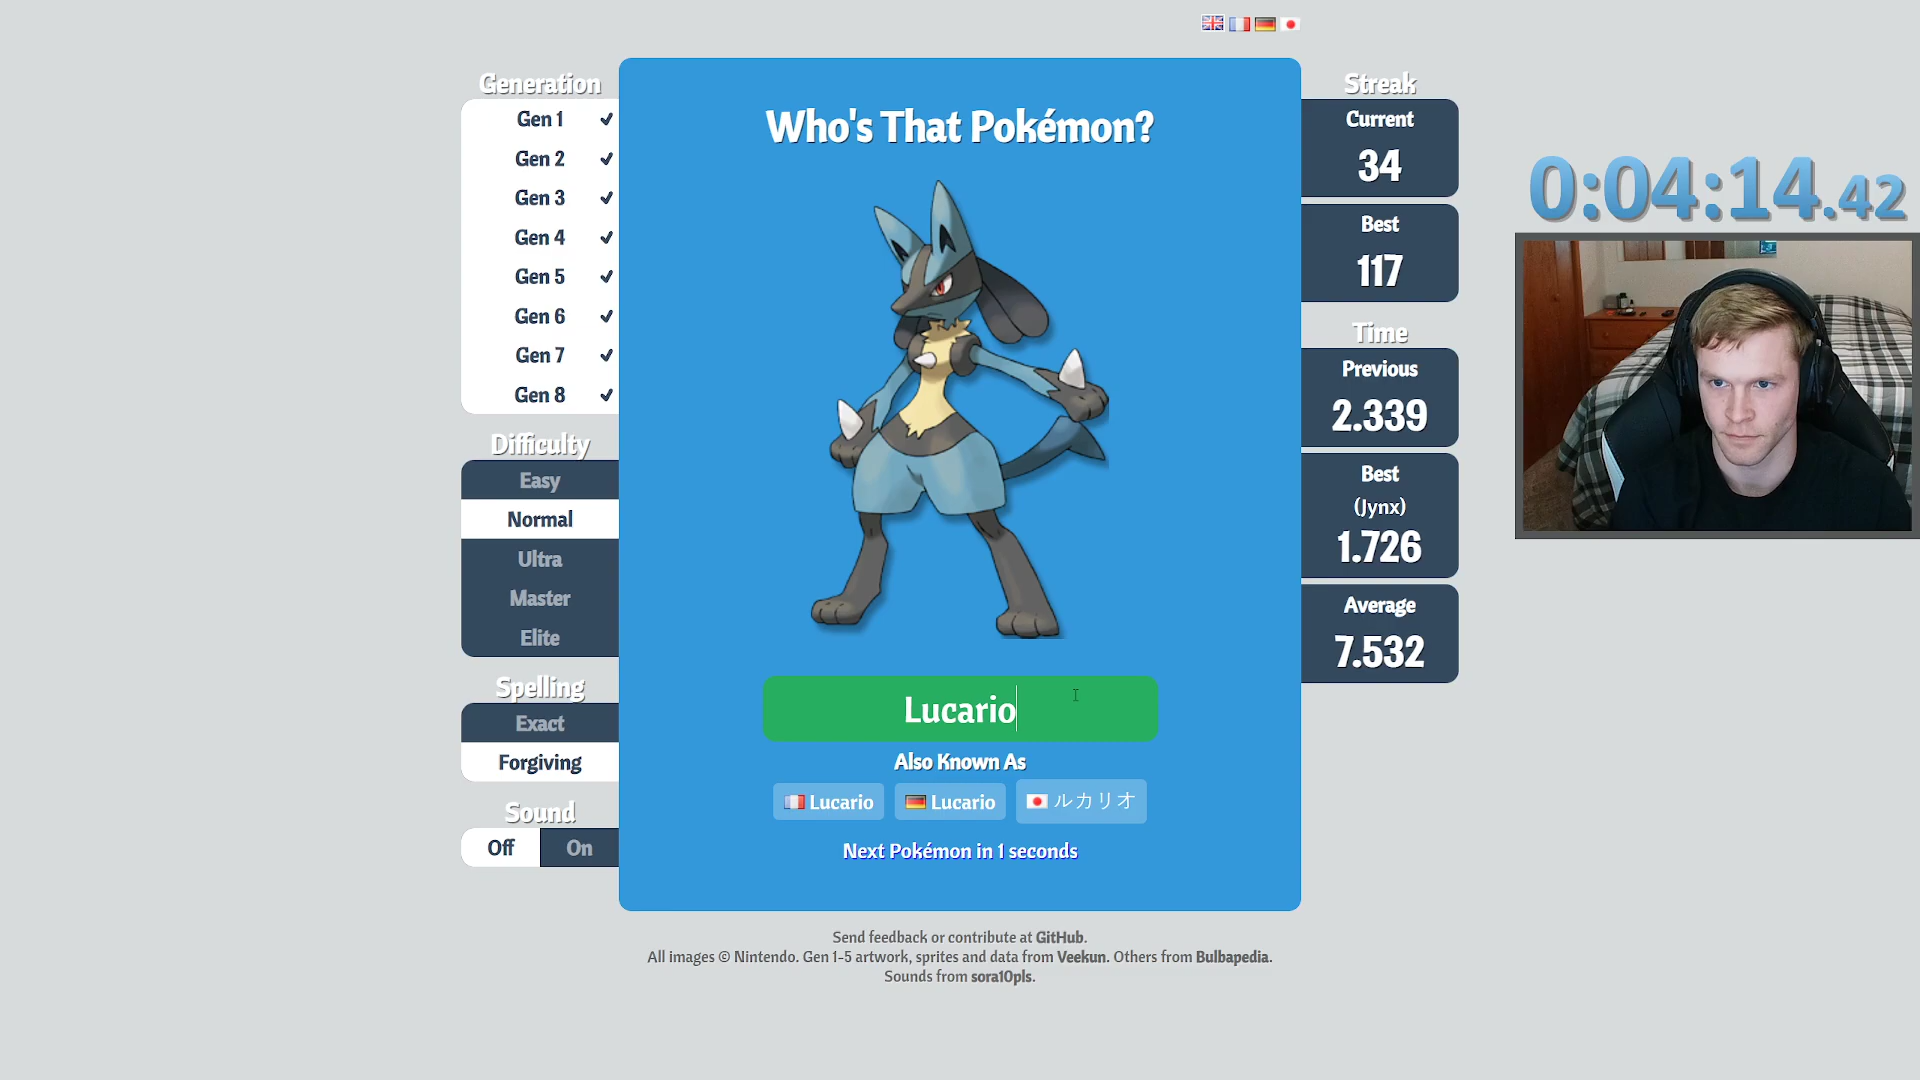 Generation
Gen 1
Gen 2
Gen 3
Gen 4
Gen 5
Gen 6
Gen 7
Gen 8
Difficulty
Easy
Normal
Ultra
Master
Elite
Spelling
Exact
Forgiving
Sound
Off On
Who's That Pokémon?
Lucario
Also Known As
Lucario Lucario ルカリオ
Next Pokémon in 1 seconds
Send feedback or contribute at GitHub.
All images © Nintendo. Gen 1-5 artwork, sprites and data from Veekun. Others from Bulbapedia.
Sounds from sora10pls.
Streak
Current
34
Best
117
Time
Previous
2.339
Best
(Jynx)
1.726
Average
7.532
0:04:14.42